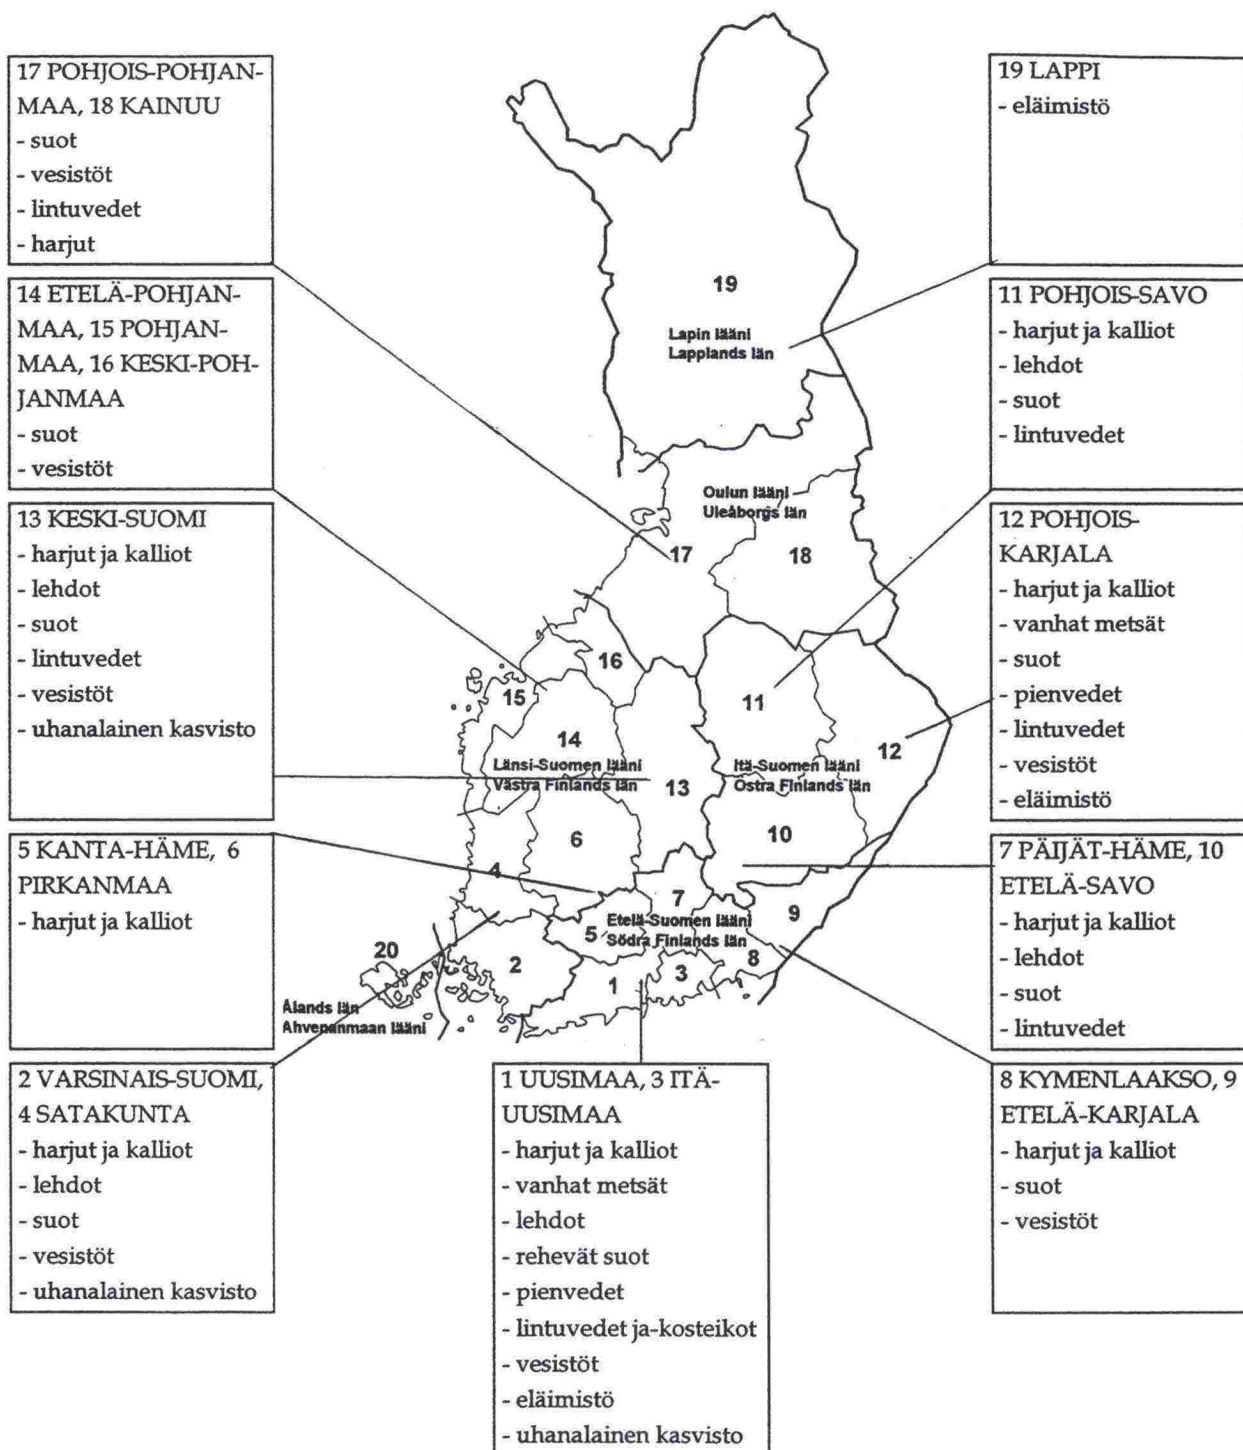 17 POHJOIS-POHJAN-
MAA, 18 KAINUU
- suot
- vesistöt
- lintuvedet
- harjut
14 ETELÄ-POHJAN-
MAA, 15 POHJAN-
MAA, 16 KESKI-POH-
JANMAA
- suot
- vesistöt
13 KESKI-SUOMI
- harjut ja kalliot
- lehdot
- suot
- lintuvedet
- vesistöt
- uhanalainen kasvisto
5 KANTA-HÄME, 6
PIRKANMAA
- harjut ja kalliot
2 VARSINAIS-SUOMI,
4 SATAKUNTA
- harjut ja kalliot
- lehdot
- suot
- vesistöt
- uhanalainen kasvisto
19
Lapin lääni
Lapplands län
Oulun lääni
Uleåborgs län
17
18
16
15
11
14
12
Länsi-Suomen lääni
Västra Finlands län
Itä-Suomen lääni
Östra Finlands län
13
6
10
4
7
9
Etelä-Suomen lääni
Södra Finlands län
5
20
2
8
3
1
Ålands län
Ahvenanmaan lääni
1 UUSIMAA, 3 ITÄ-
UUSIMAA
- harjut ja kalliot
- vanhat metsät
- lehdot
- rehevät suot
- pienvedet
- lintuvedet ja-kosteikot
- vesistöt
- eläimistö
- uhanalainen kasvisto
19 LAPPI
- eläimistö
11 POHJOIS-SAVO
- harjut ja kalliot
- lehdot
- suot
- lintuvedet
12 POHJOIS-
KARJALA
- harjut ja kalliot
- vanhat metsät
- suot
- pienvedet
- lintuvedet
- vesistöt
- eläimistö
7 PÄIJÄT-HÄME, 10
ETELÄ-SAVO
- harjut ja kalliot
- lehdot
- suot
- lintuvedet
8 KYMENLAAKSO, 9
ETELÄ-KARJALA
- harjut ja kalliot
- suot
- vesistöt